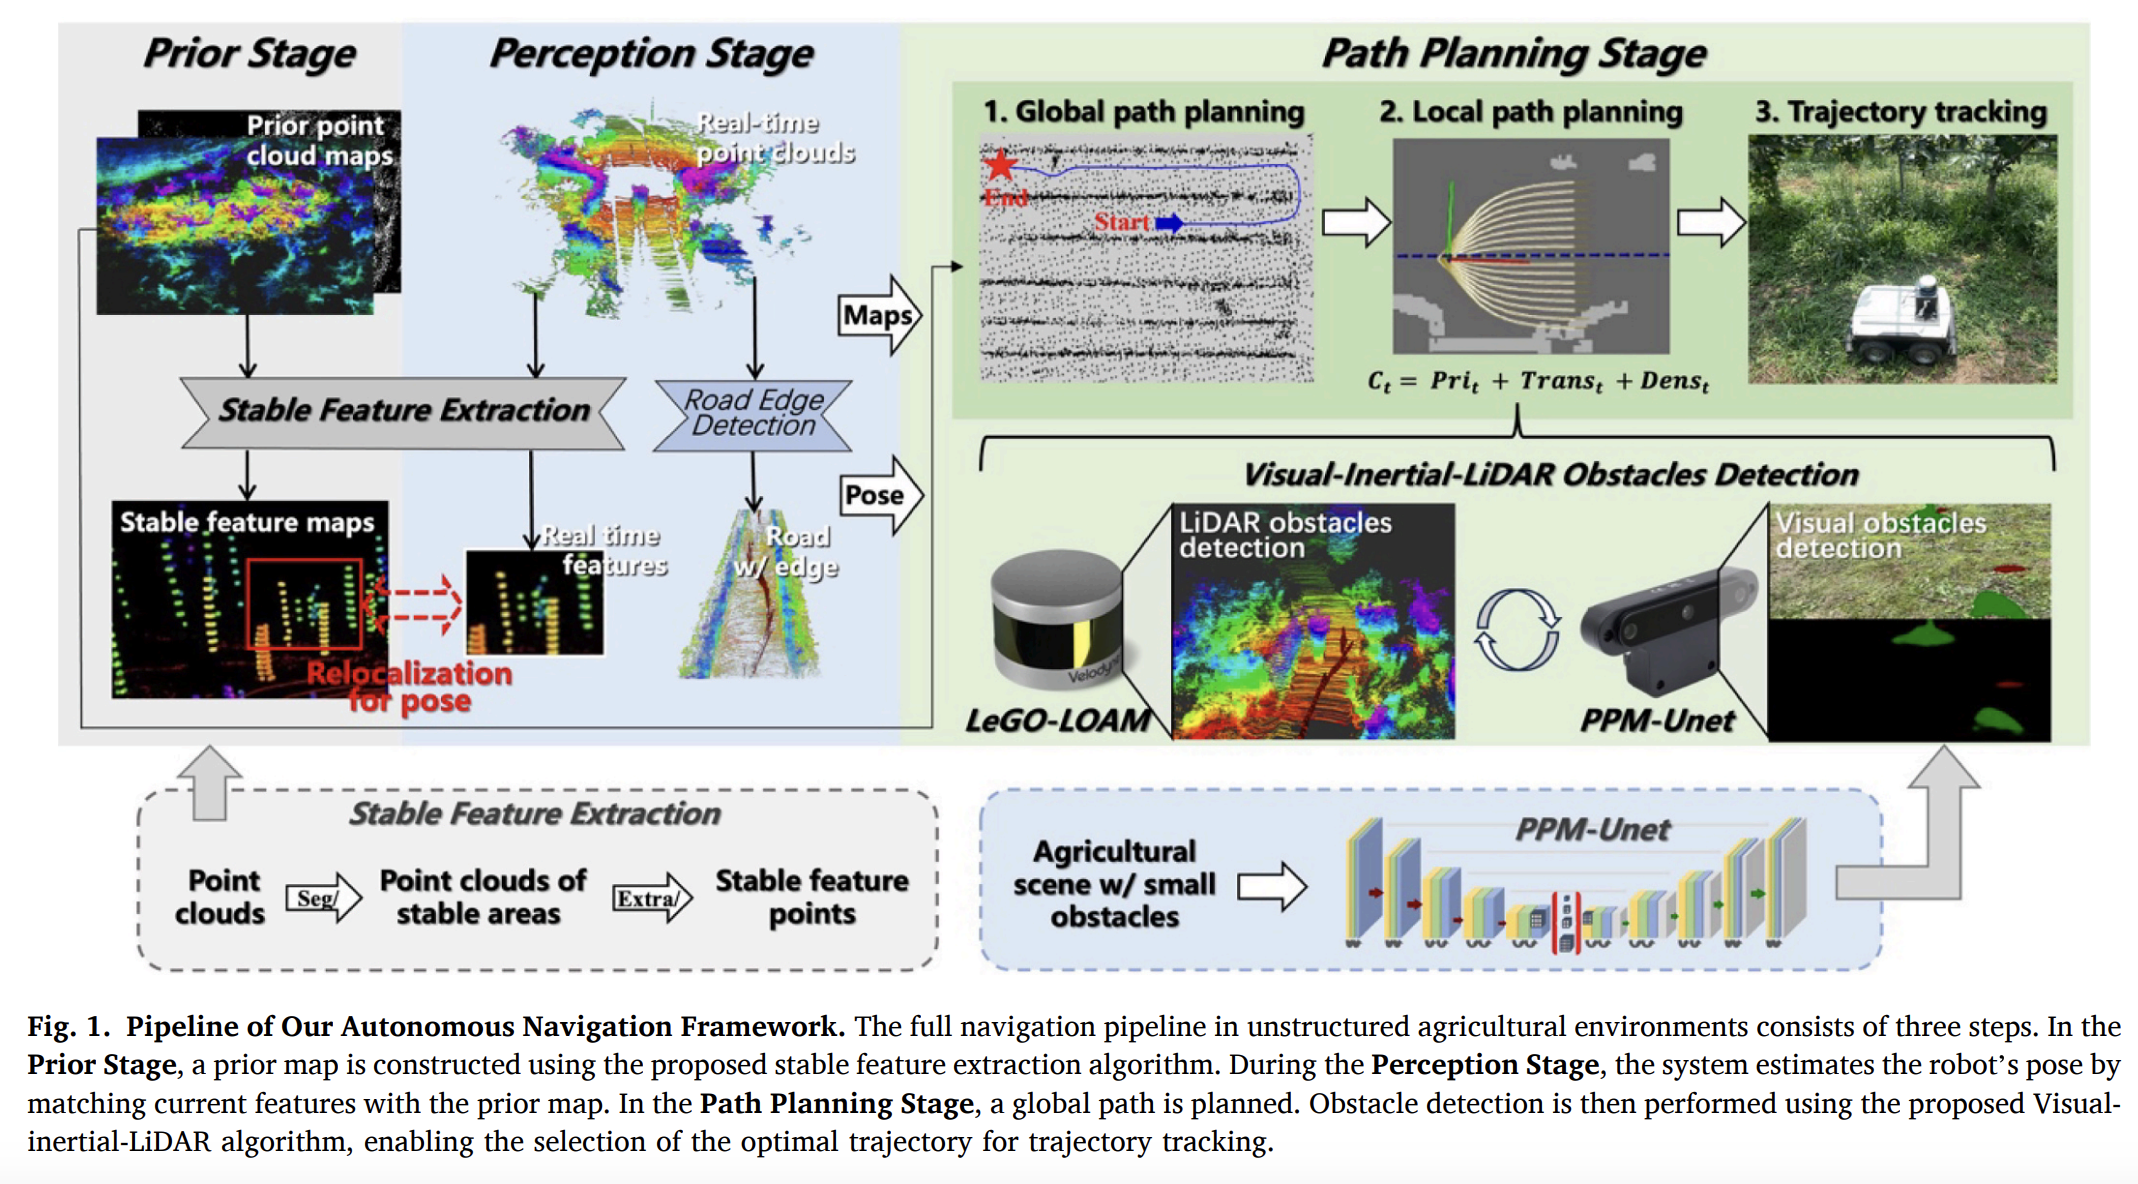 Prior Stage
Perception Stage
Path Planning Stage
Prior point
cloud maps
Real-time
point clouds
1. Global path planning
2. Local path planning
3. Trajectory tracking
End
Start
Maps
C_t = Pri_t + Trans_t + Dens_t
Stable Feature Extraction
Road Edge
Detection
Pose
Visual-Inertial-LiDAR Obstacles Detection
Stable feature maps
Real time
features
Road
w/ edge
Relocalization
for pose
LiDAR obstacles
detection
Visual obstacles
detection
Velodyne
LeGO-LOAM
PPM-Unet
Stable Feature Extraction
Point
clouds
Seg/
Point clouds of
stable areas
Extra/
Stable feature
points
Agricultural
scene w/ small
obstacles
PPM-Unet
Fig. 1. Pipeline of Our Autonomous Navigation Framework. The full navigation pipeline in unstructured agricultural environments consists of three steps. In the
Prior Stage, a prior map is constructed using the proposed stable feature extraction algorithm. During the Perception Stage, the system estimates the robot's pose by
matching current features with the prior map. In the Path Planning Stage, a global path is planned. Obstacle detection is then performed using the proposed Visual-
inertial-LiDAR algorithm, enabling the selection of the optimal trajectory for trajectory tracking.